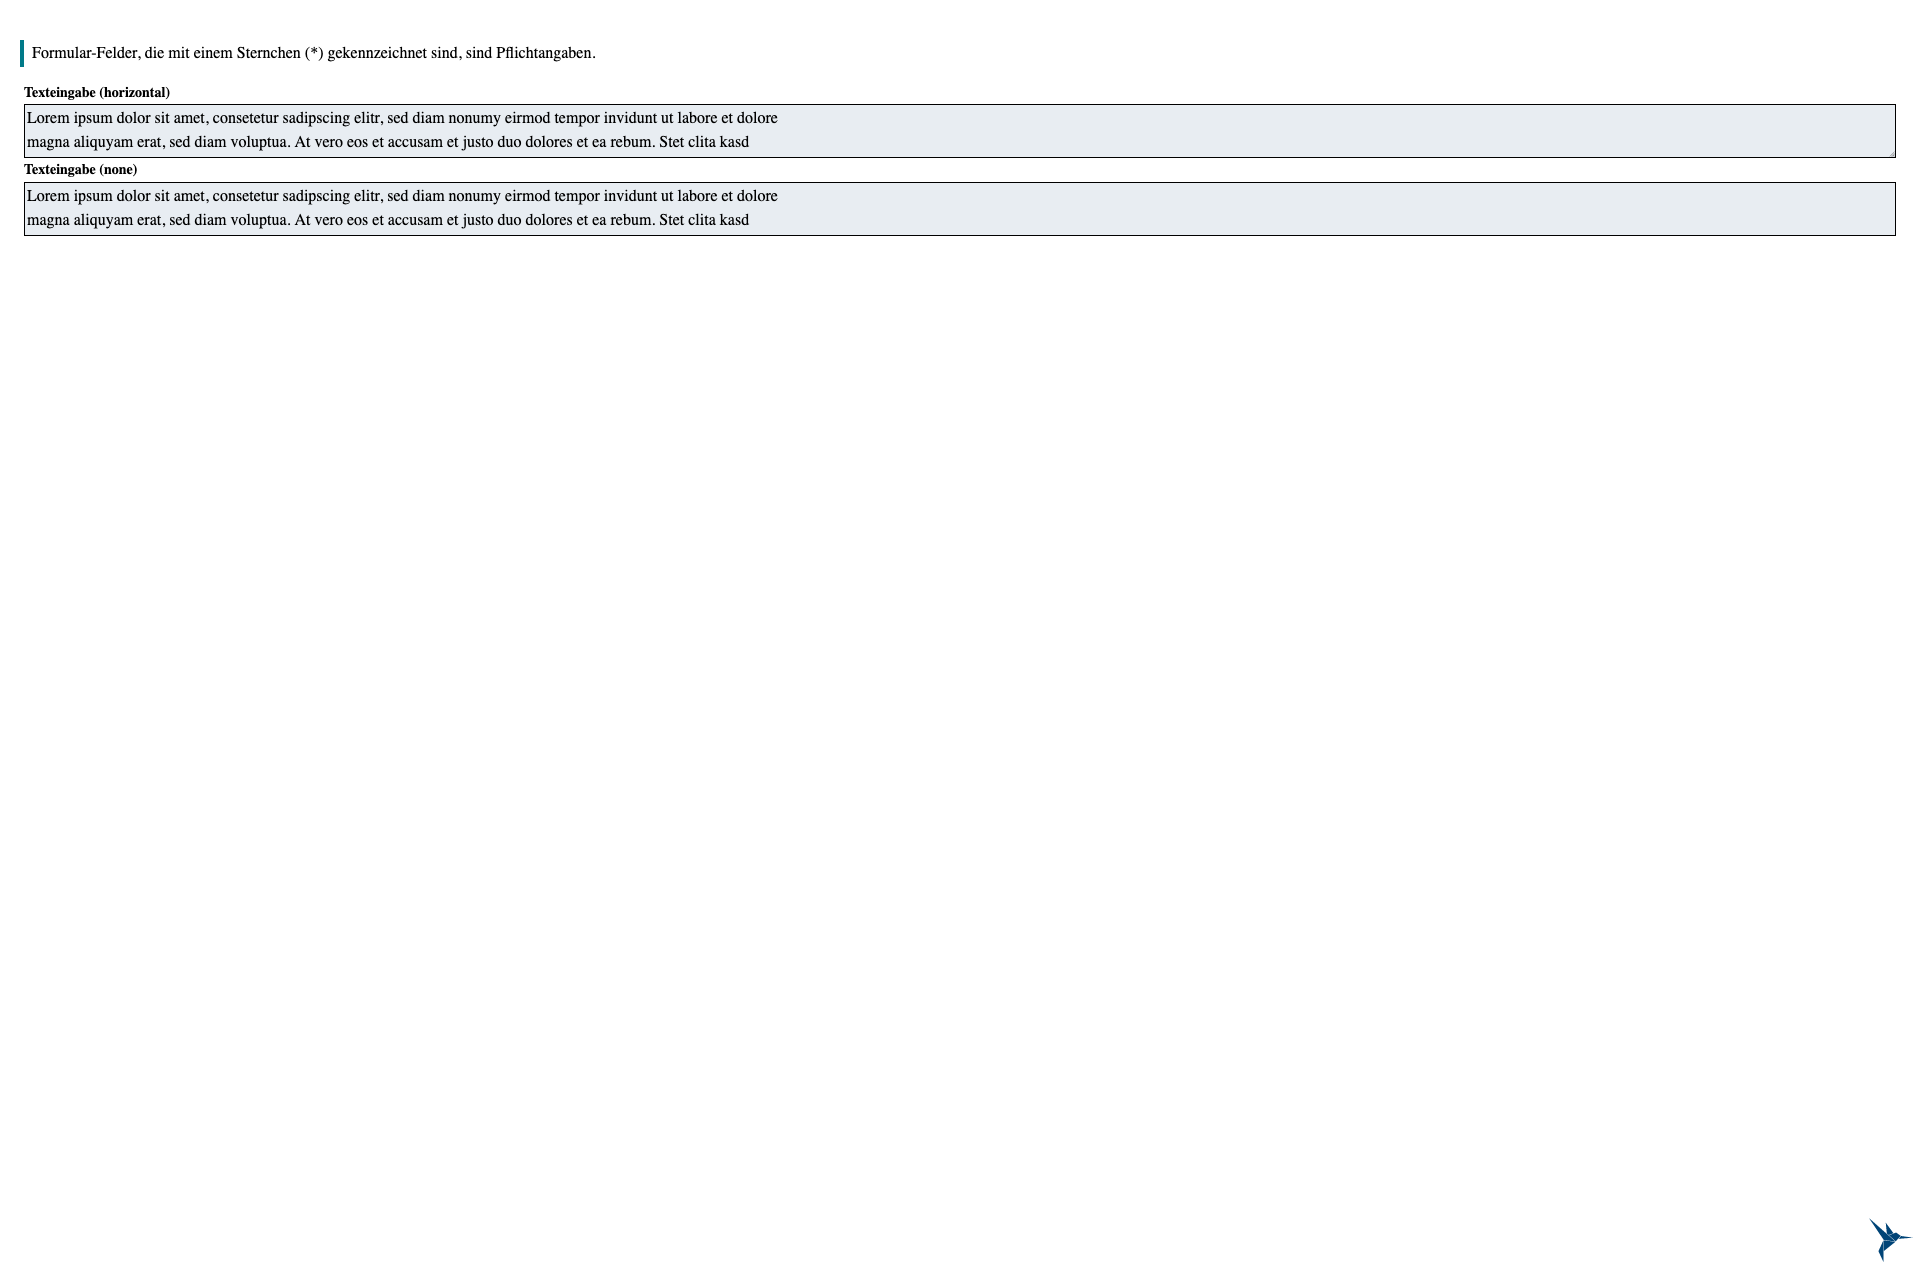 Formular-Felder, die mit einem Sternchen (*) gekennzeichnet sind, sind Pflichtangaben.
Texteingabe (horizontal)
Lorem ipsum dolor sit amet, consetetur sadipscing elitr, sed diam nonumy eirmod tempor invidunt ut labore et dolore
magna aliquyam erat, sed diam voluptua. At vero eos et accusam et justo duo dolores et ea rebum. Stet clita kasd
Texteingabe (none)
Lorem ipsum dolor sit amet, consetetur sadipscing elitr, sed diam nonumy eirmod tempor invidunt ut labore et dolore
magna aliquyam erat, sed diam voluptua. At vero eos et accusam et justo duo dolores et ea rebum. Stet clita kasd